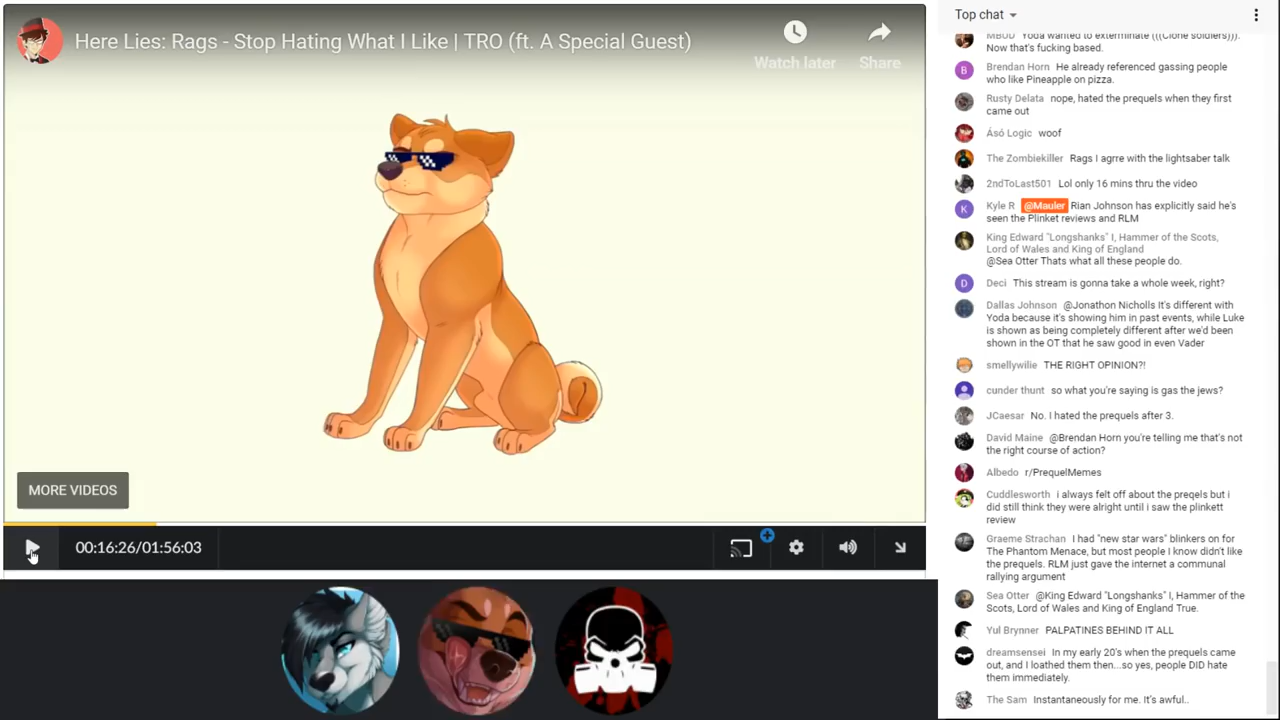 Here Lies: Rags - Stop Hating What I Like | TRO (ft. A Special Guest)
Watch later
Share
MORE VIDEOS
00:16:26/01:56:03
Top chat
MBUU Yoda wanted to exterminate (((Clone soldiers))).
Now that's fucking based.
B
Brendan Horn He already referenced gassing people
who like Pineapple on pizza.
Rusty Delata nope, hated the prequels when they first
came out
Ásó Logic woof
The Zombiekiller Rags I agrre with the lightsaber talk
2ndToLast501 Lol only 16 mins thru the video
K
Kyle R @Mauler Rian Johnson has explicitly said he's
seen the Plinket reviews and RLM
King Edward "Longshanks" I, Hammer of the Scots,
Lord of Wales and King of England
@Sea Otter Thats what all these people do.
D
Deci This stream is gonna take a whole week, right?
Dallas Johnson @Jonathon Nicholls It's different with
Yoda because it's showing him in past events, while Luke
is shown as being completely different after we'd been
shown in the OT that he saw good in even Vader
smellywilie THE RIGHT OPINION?!
cunder thunt so what you're saying is gas the jews?
JCaesar No. I hated the prequels after 3.
David Maine @Brendan Horn you're telling me that's not
the right course of action?
Albedo r/PrequelMemes
Cuddlesworth i always felt off about the preqels but i
did still think they were alright until i saw the plinkett
review
Graeme Strachan I had "new star wars" blinkers on for
The Phantom Menace, but most people I know didn't like
the prequels. RLM just gave the internet a communal
rallying argument
Sea Otter @King Edward "Longshanks" I, Hammer of the
Scots, Lord of Wales and King of England True.
Yul Brynner PALPATINES BEHIND IT ALL
dreamsensei In my early 20's when the prequels came
out, and I loathed them then...so yes, people DID hate
them immediately.
The Sam Instantaneously for me. It's awful..